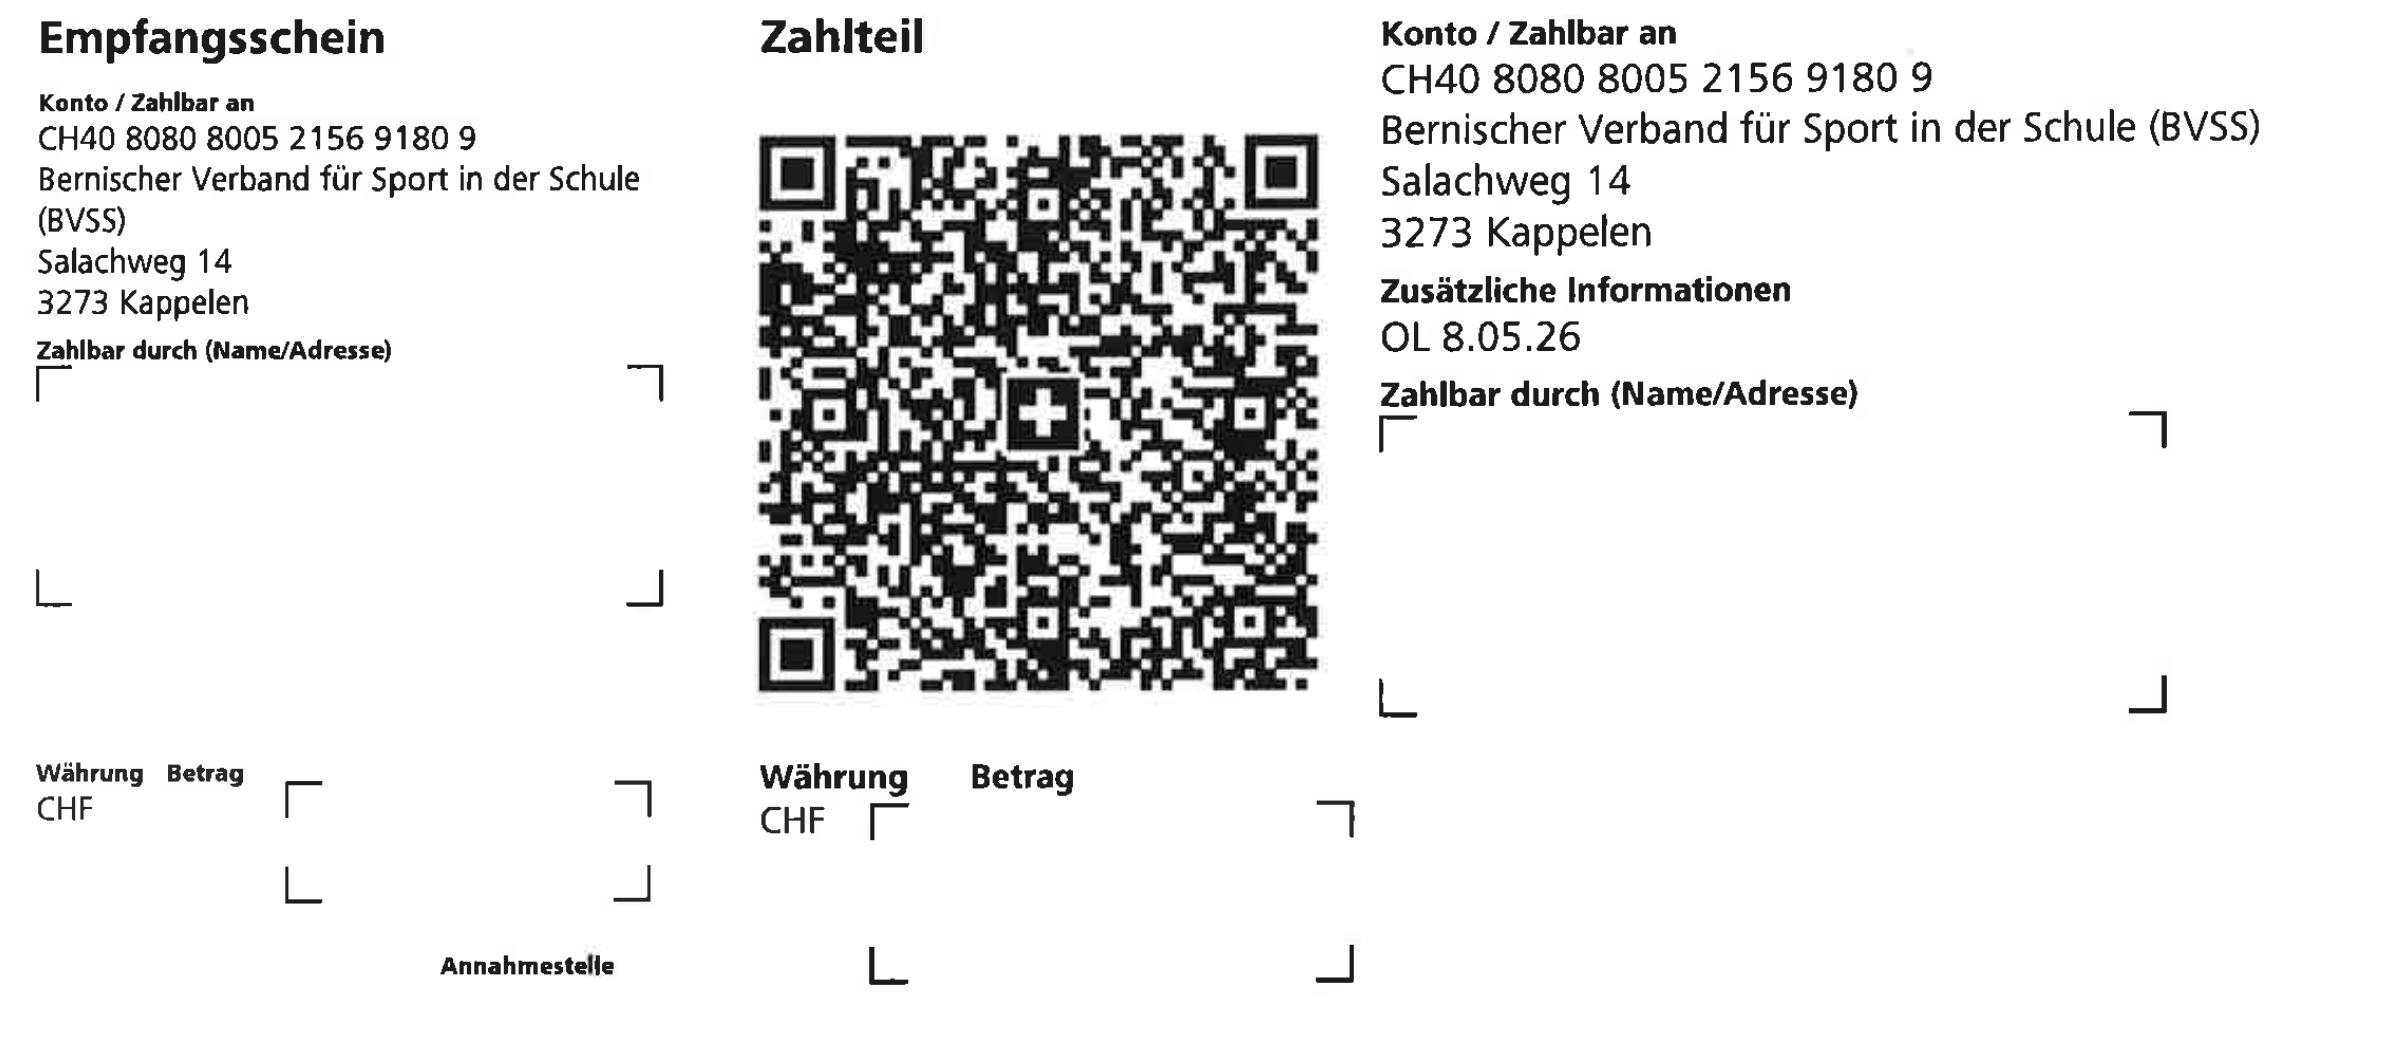 Empfangsschein
Konto / Zahlbar an
CH40 8080 8005 2156 9180 9
Bernischer Verband für Sport in der Schule
(BVSS)
Salachweg 14
3273 Kappelen
Zahlbar durch (Name/Adresse)
Währung Betrag
CHF
Annahmestelle
Zahlteil
Währung Betrag
CHF
Konto / Zahlbar an
CH40 8080 8005 2156 9180 9
Bernischer Verband für Sport in der Schule (BVSS)
Salachweg 14
3273 Kappelen
Zusätzliche Informationen
OL 8.05.26
Zahlbar durch (Name/Adresse)